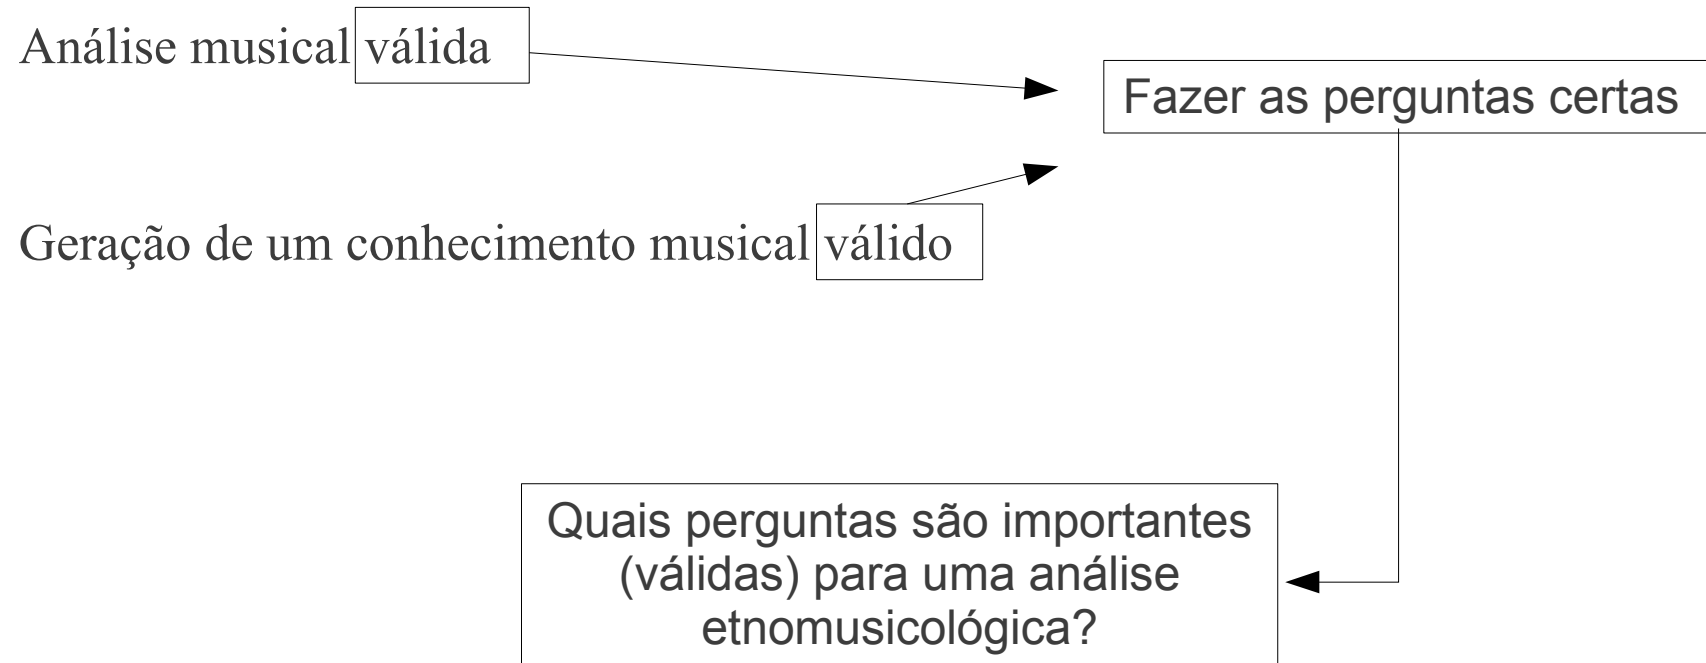 Análise musical válida
Fazer as perguntas certas
Geração de um conhecimento musical válido
Quais perguntas são importantes
(válidas) para uma análise
etnomusicológica?